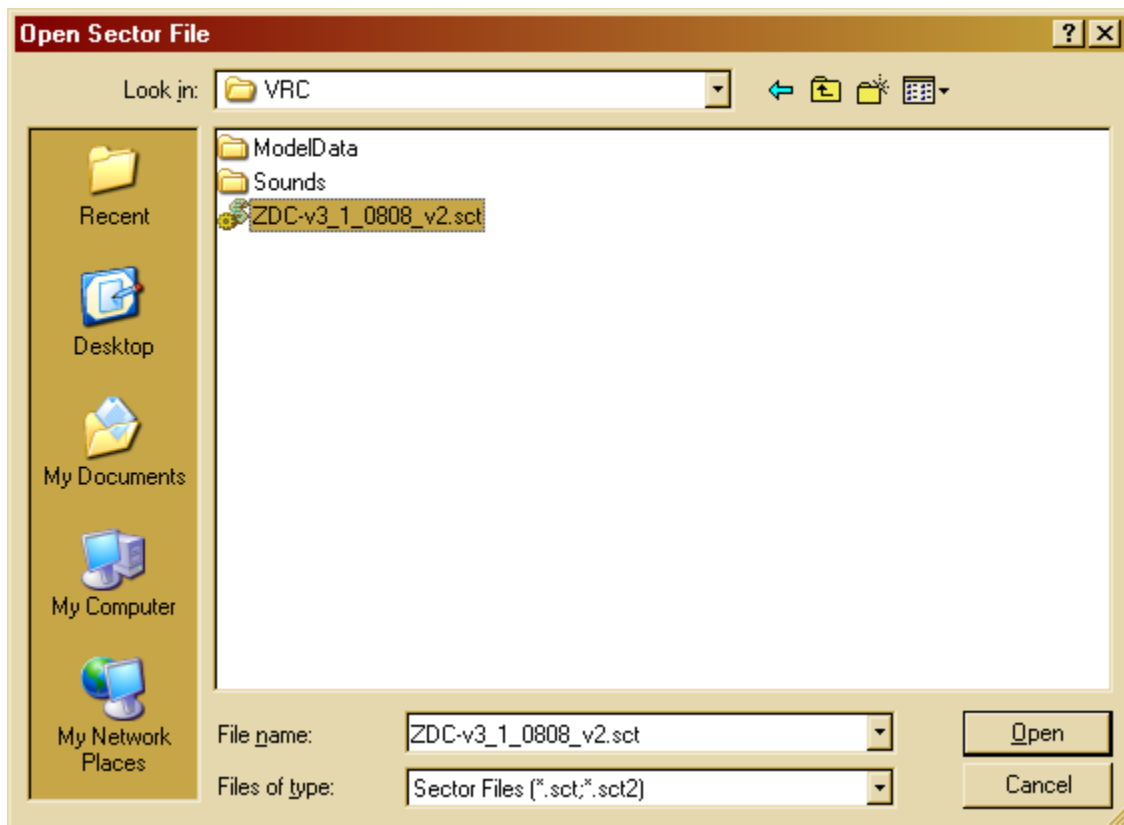 Open Sector File
Look in: VRC
ModelData
Sounds
ZDC-v3_1_0808_v2.sct
Recent
Desktop
My Documents
My Computer
My Network
Places
File name: ZDC-v3_1_0808_v2.sct Open
Files of type: Sector Files (*.sct;*.sct2) Cancel